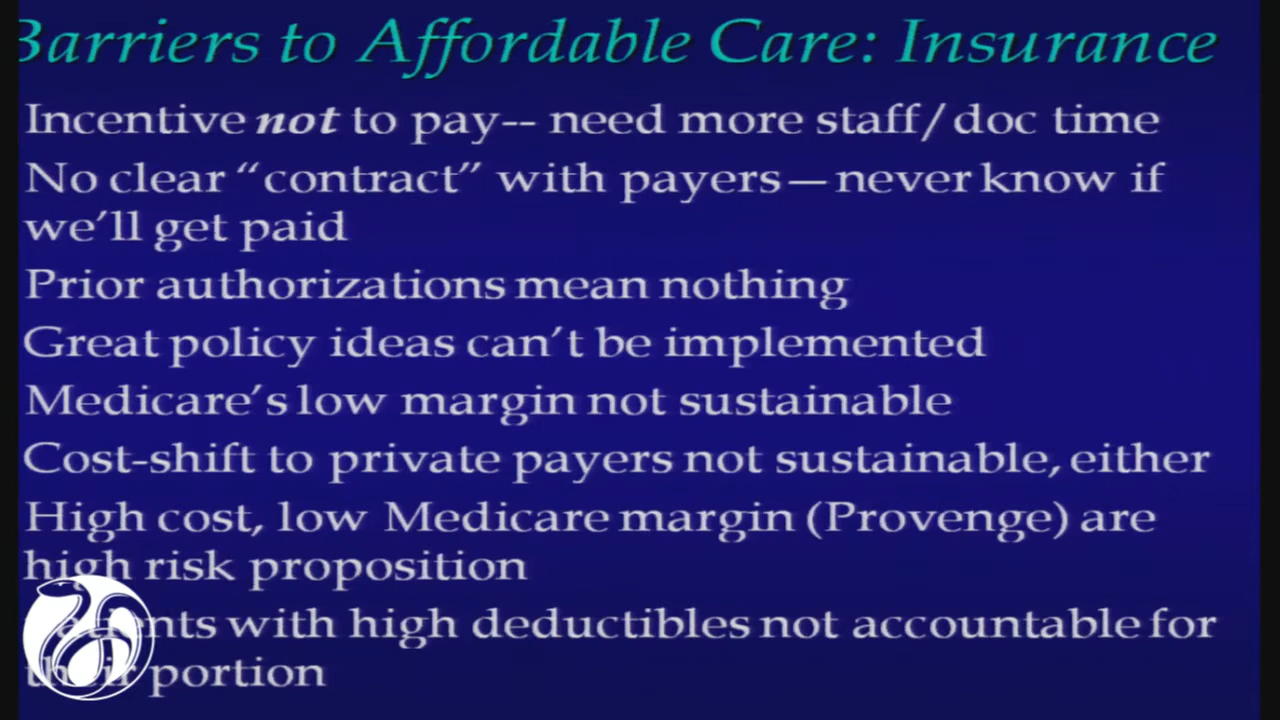 Barriers to Affordable Care: Insurance
Incentive not to pay-- need more staff/doc time
No clear “contract” with payers—never know if
we’ll get paid
Prior authorizations mean nothing
Great policy ideas can’t be implemented
Medicare’s low margin not sustainable
Cost-shift to private payers not sustainable, either
High cost, low Medicare margin (Provenge) are
high risk proposition
Patients with high deductibles not accountable for
their portion